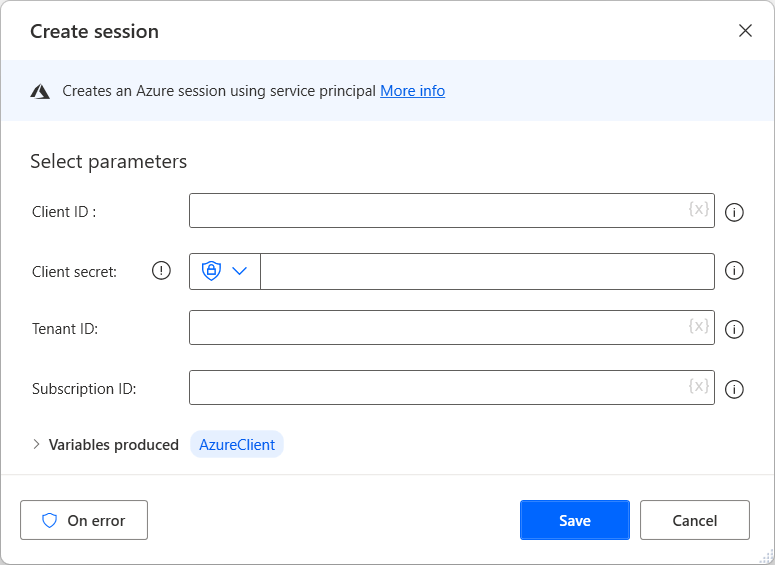 Create session
Creates an Azure session using service principal More info
Select parameters
Client ID : {x}
Client secret:
Tenant ID: {x}
Subscription ID: {x}
Variables produced AzureClient
On error Save Cancel